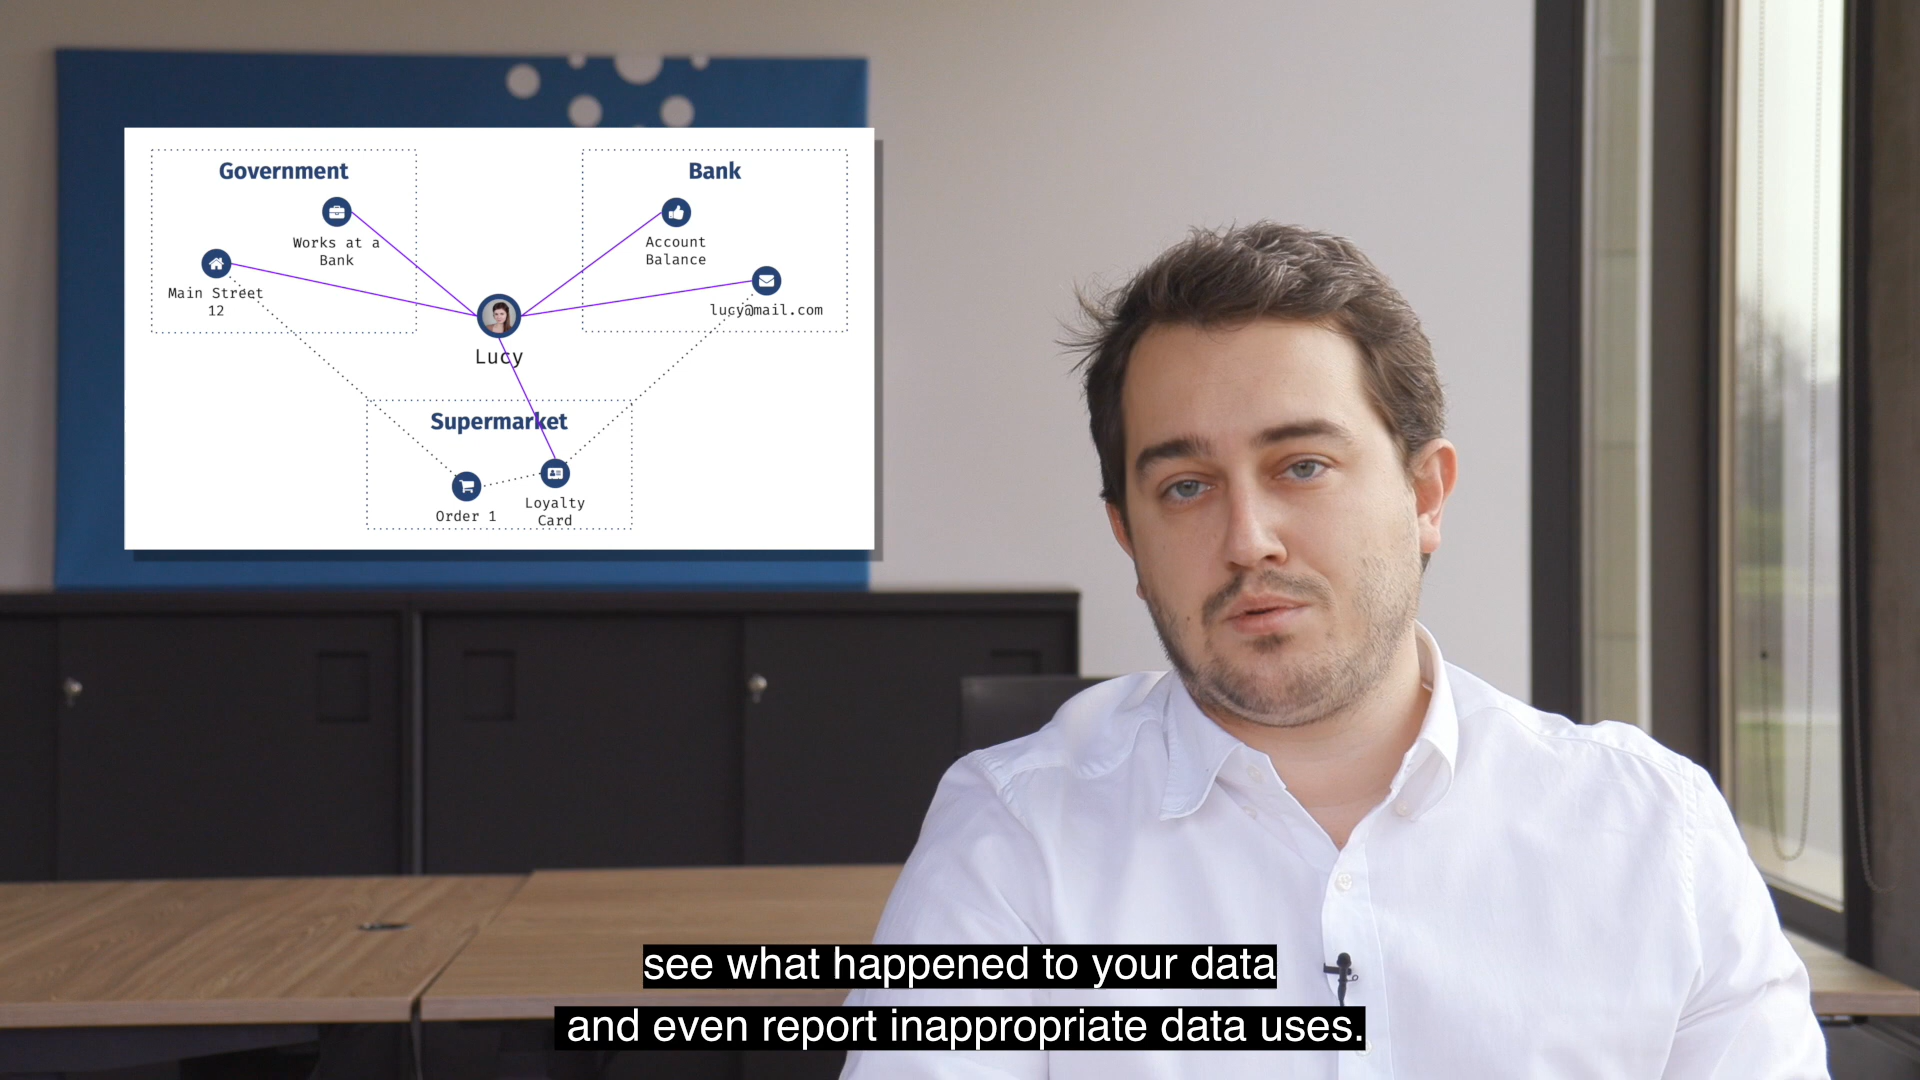 Government
Works at a
Bank
Main Street
12
Bank
Account
Balance
lucy@mail.com
Lucy
Supermarket
Order 1
Loyalty
Card
see what happened to your data
and even report inappropriate data uses.